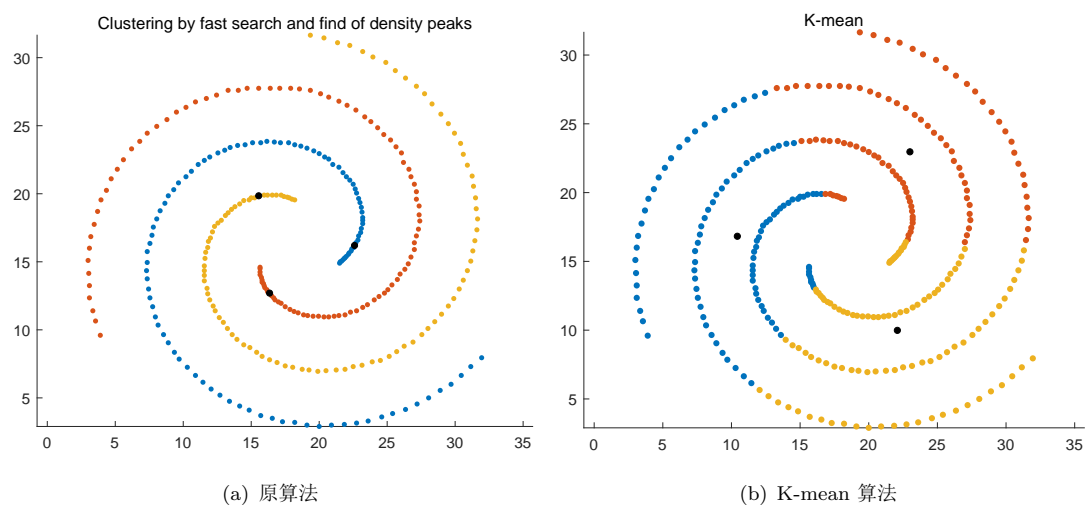 Clustering by fast search and find of density peaks
30
25
20
15
10
5
0 5 10 15 20 25 30 35
(a) 原算法
K-mean
30
25
20
15
10
5
0 5 10 15 20 25 30 35
(b) K-mean 算法